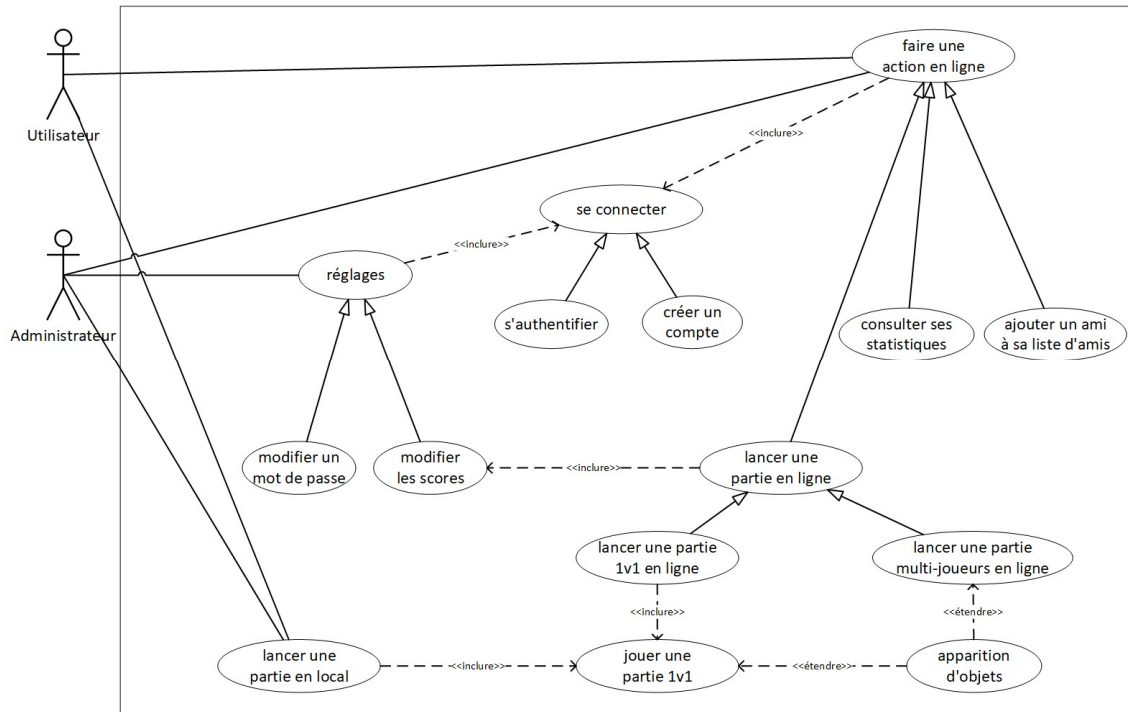 faire une
action en ligne
Utilisateur
<<inclure>>
se connecter
<<inclure>>
réglages
Administrateur
s'authentifier
créer un
compte
consulter ses
statistiques
ajouter un ami
à sa liste d'amis
modifier un
mot de passe
modifier
les scores
<<inclure>>
lancer une
partie en ligne
lancer une partie
1v1 en ligne
lancer une partie
multi-joueurs en ligne
<<inclure>>
<<étendre>>
lancer une
partie en local
<<inclure>>
jouer une
partie 1v1
<<étendre>>
apparition
d'objets